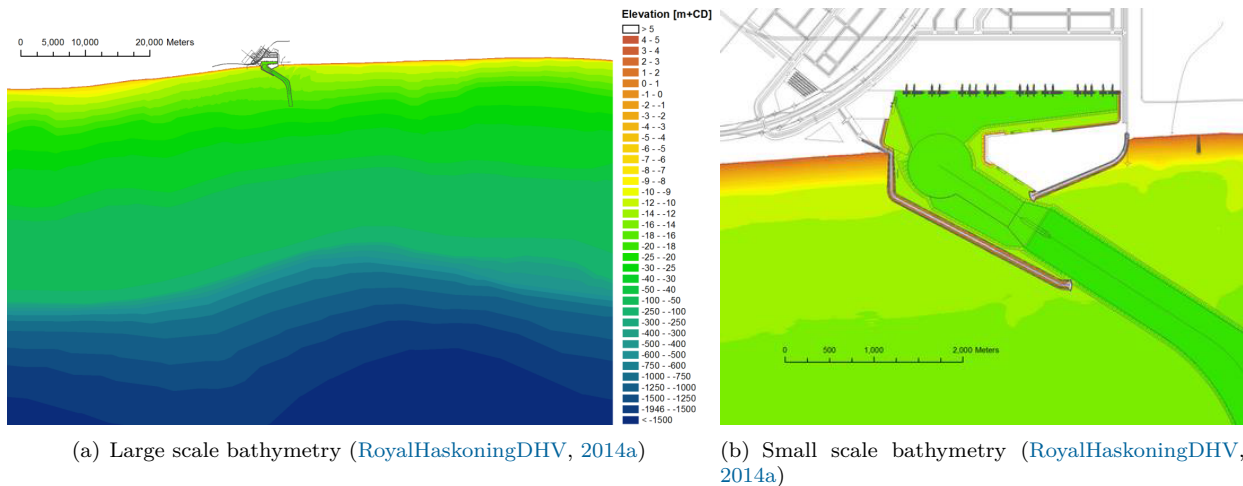 0 5,000 10,000 20,000 Meters
Elevation [m+CD]
> 5
4 - 5
3 - 4
2 - 3
1 - 2
0 - 1
-1 - 0
-2 - -1
-3 - -2
-4 - -3
-5 - -4
-6 - -5
-7 - -6
-8 - -7
-9 - -8
-10 - -9
-12 - -10
-14 - -12
-16 - -14
-18 - -16
-20 - -18
-25 - -20
-30 - -25
-40 - -30
-50 - -40
-100 - -50
-250 - -100
-300 - -250
-400 - -300
-500 - -400
-600 - -500
-750 - -600
-1000 - -750
-1250 - -1000
-1500 - -1250
-1946 - -1500
< -1500
0 500 1,000 2,000 Meters
(a) Large scale bathymetry (RoyalHaskoningDHV, 2014a)
(b) Small scale bathymetry (RoyalHaskoningDHV,
2014a)